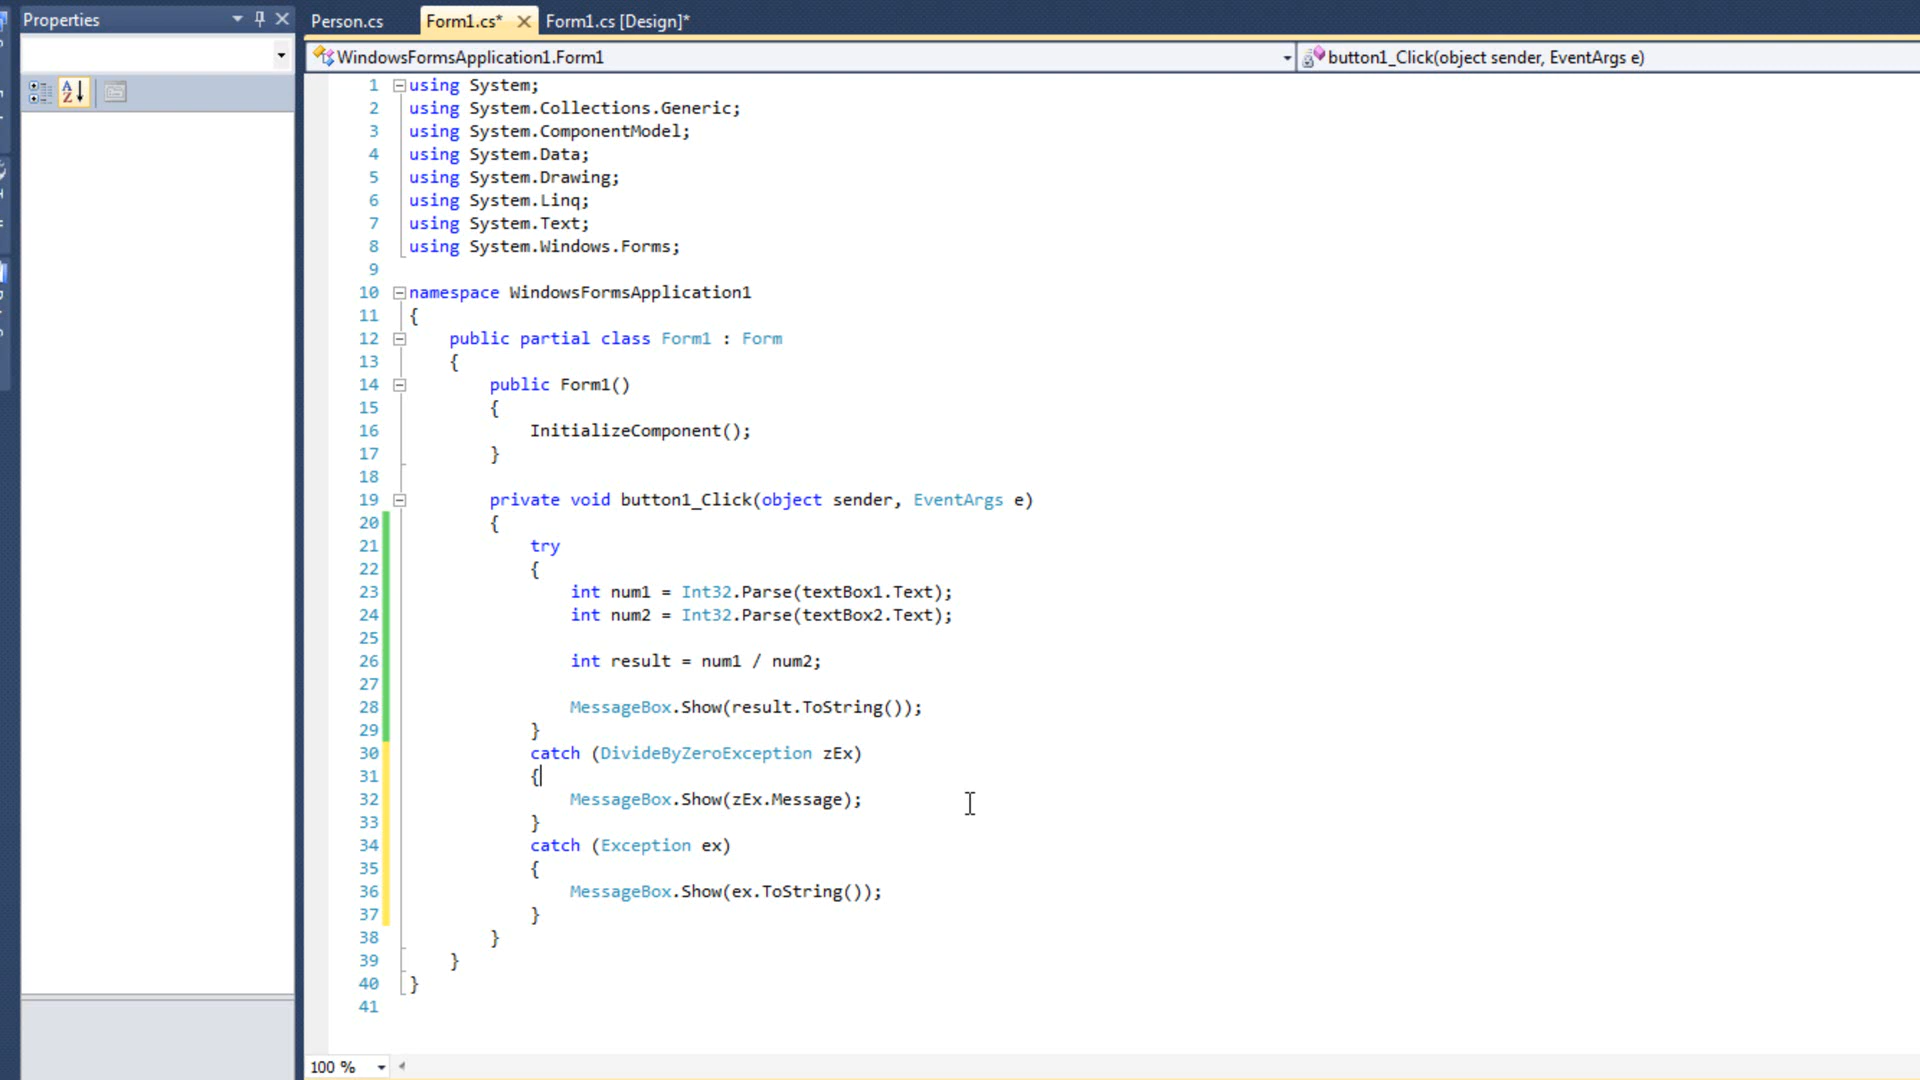 Properties
Person.cs Form1.cs* Form1.cs [Design]*
WindowsFormsApplication1.Form1 button1_Click(object sender, EventArgs e)
1 using System;
2 using System.Collections.Generic;
3 using System.ComponentModel;
4 using System.Data;
5 using System.Drawing;
6 using System.Linq;
7 using System.Text;
8 using System.Windows.Forms;
9
10 namespace WindowsFormsApplication1
11 {
12 public partial class Form1 : Form
13 {
14 public Form1()
15 {
16 InitializeComponent();
17 }
18
19 private void button1_Click(object sender, EventArgs e)
20 {
21 try
22 {
23 int num1 = Int32.Parse(textBox1.Text);
24 int num2 = Int32.Parse(textBox2.Text);
25
26 int result = num1 / num2;
27
28 MessageBox.Show(result.ToString());
29 }
30 catch (DivideByZeroException zEx)
31 {
32 MessageBox.Show(zEx.Message);
33 }
34 catch (Exception ex)
35 {
36 MessageBox.Show(ex.ToString());
37 }
38 }
39 }
40 }
41
100 %